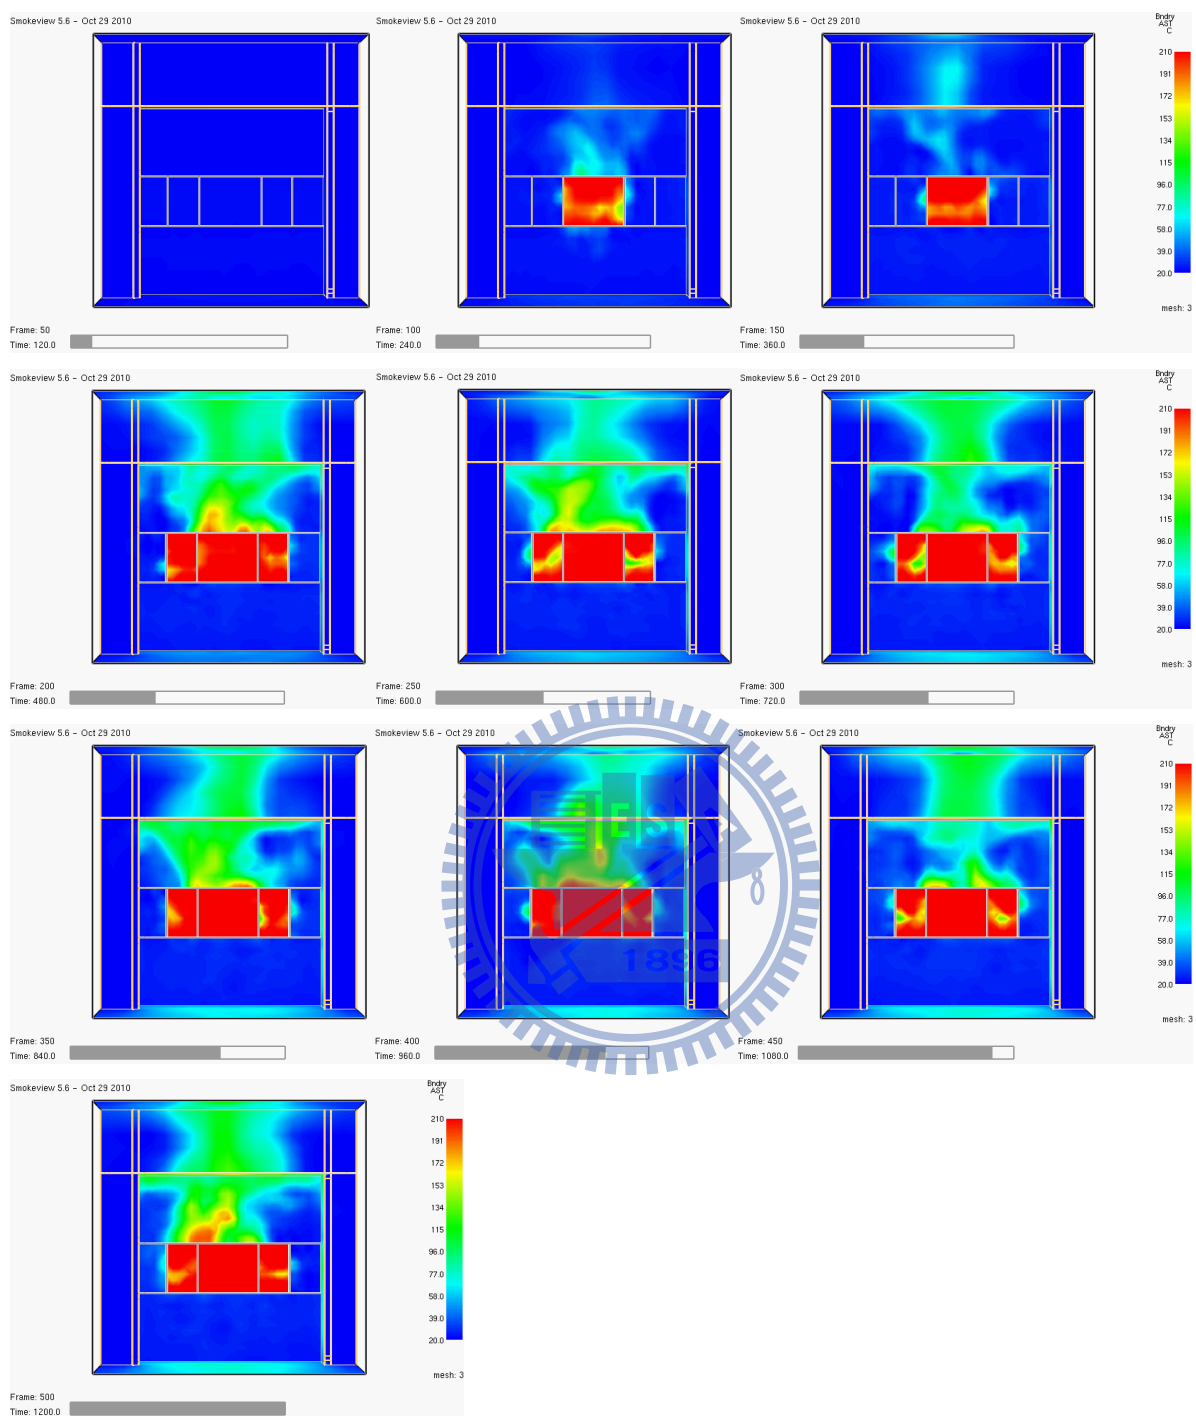 Smokeview 5.6 - Oct 29 2010
Frame: 50
Time: 120.0
Smokeview 5.6 - Oct 29 2010
Frame: 100
Time: 240.0
Smokeview 5.6 - Oct 29 2010
Bndry
AST
C
210
191
172
153
134
115
96.0
77.0
58.0
39.0
20.0
mesh: 3
Frame: 150
Time: 360.0
Smokeview 5.6 - Oct 29 2010
Frame: 200
Time: 480.0
Smokeview 5.6 - Oct 29 2010
Frame: 250
Time: 600.0
Smokeview 5.6 - Oct 29 2010
Bndry
AST
C
210
191
172
153
134
115
96.0
77.0
58.0
39.0
20.0
mesh: 3
Frame: 300
Time: 720.0
Smokeview 5.6 - Oct 29 2010
Frame: 350
Time: 840.0
Smokeview 5.6 - Oct 29 2010
ES
1896
Frame: 400
Time: 960.0
Smokeview 5.6 - Oct 29 2010
Bndry
AST
C
210
191
172
153
134
115
96.0
77.0
58.0
39.0
20.0
mesh: 3
Frame: 450
Time: 1080.0
Smokeview 5.6 - Oct 29 2010
Bndry
AST
C
210
191
172
153
134
115
96.0
77.0
58.0
39.0
20.0
mesh: 3
Frame: 500
Time: 1200.0